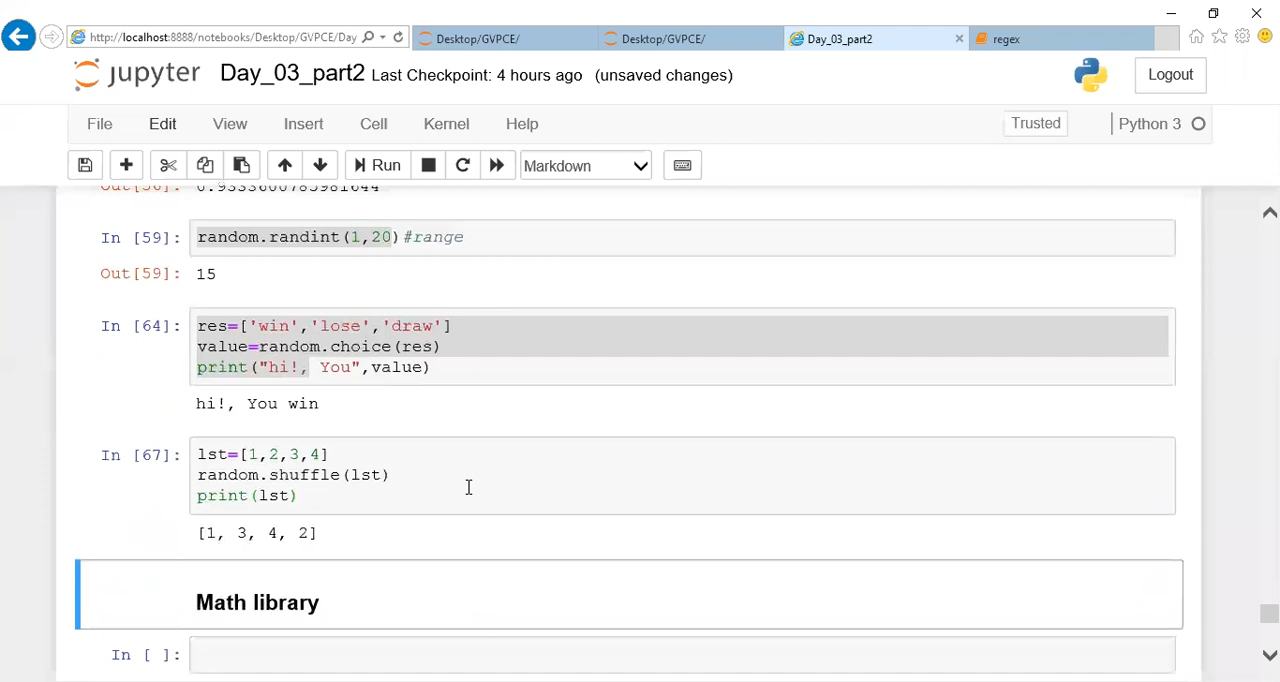 http://localhost:8888/notebooks/Desktop/GVPCE/Day
Desktop/GVPCE/
Desktop/GVPCE/
Day_03_part2
regex
jupyter Day_03_part2 Last Checkpoint: 4 hours ago (unsaved changes)
Logout
File Edit View Insert Cell Kernel Help
Trusted
Python 3
Run
Markdown
In [59]: random.randint(1,20)#range
Out[59]: 15
In [64]: res=['win','lose','draw']
value=random.choice(res)
print("hi!, You",value)
hi!, You win
In [67]: lst=[1,2,3,4]
random.shuffle(lst)
print(lst)
[1, 3, 4, 2]
Math library
In [ ]: